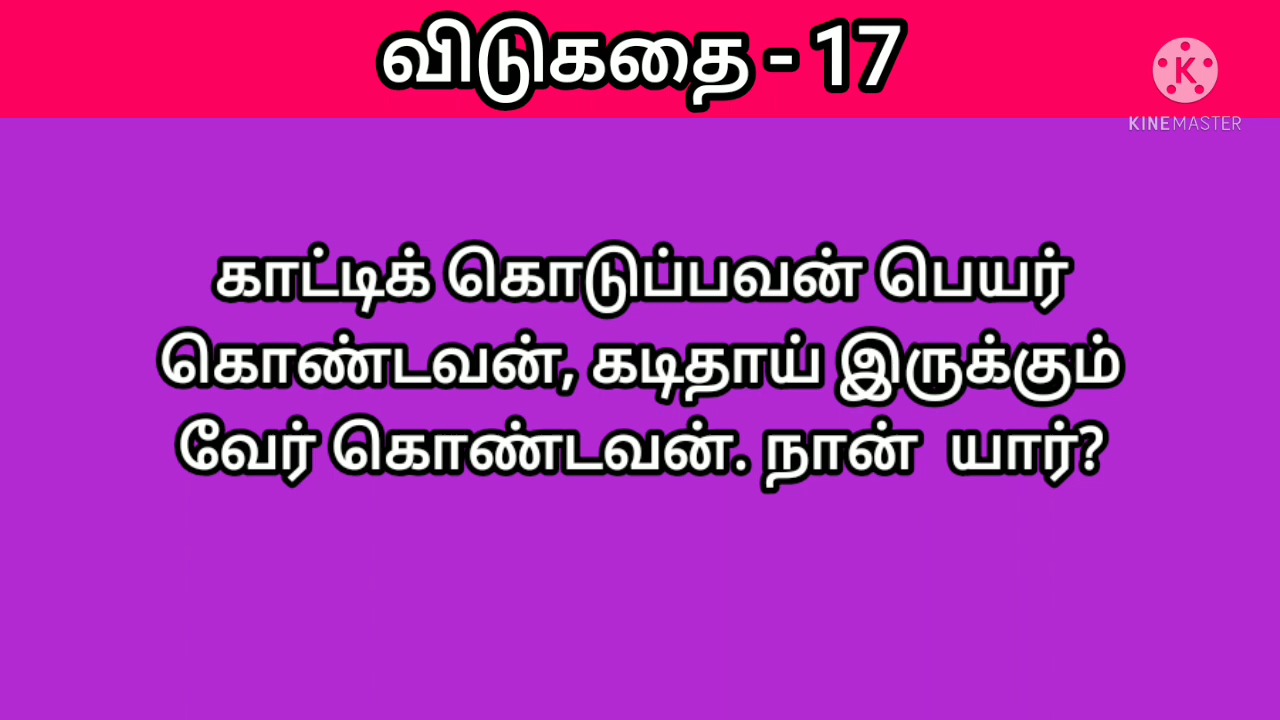 விடுகதை - 17
K
KINEMASTER
காட்டிக் கொடுப்பவன் பெயர்
கொண்டவன், கடிதாய் இருக்கும்
வேர் கொண்டவன். நான் யார்?